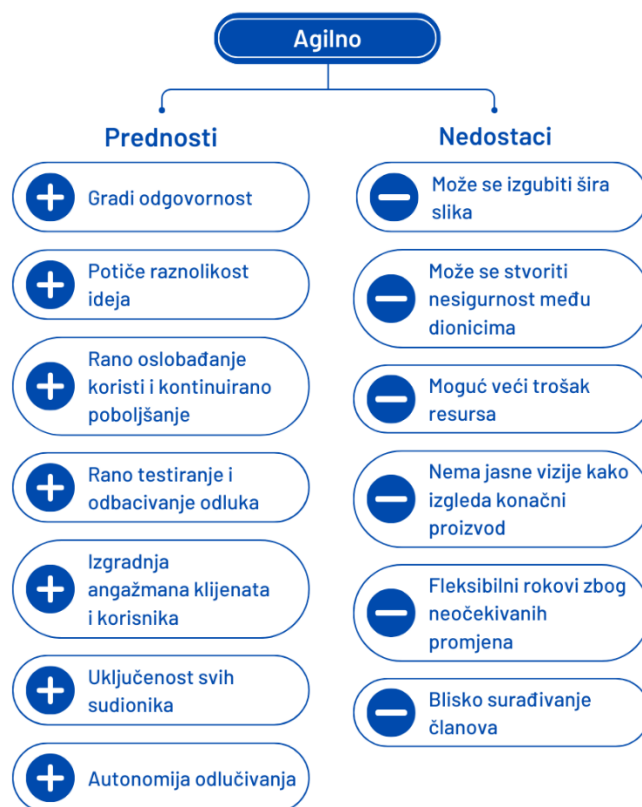 Agilno
Prednosti
Gradi odgovornost
Potiče raznolikost
ideja
Rano oslobađanje
koristi i kontinuirano
poboljšanje
Rano testiranje i
odbacivanje odluka
Izgradnja
angažmana klijenata
i korisnika
Uključenost svih
sudionika
Autonomija odlučivanja
Nedostaci
Može se izgubiti šira
slika
Može se stvoriti
nesigurnost među
dionicima
Moguć veći trošak
resursa
Nema jasne vizije kako
izgleda konačni
proizvod
Fleksibilni rokovi zbog
neočekivanih
promjena
Blisko surađivanje
članova